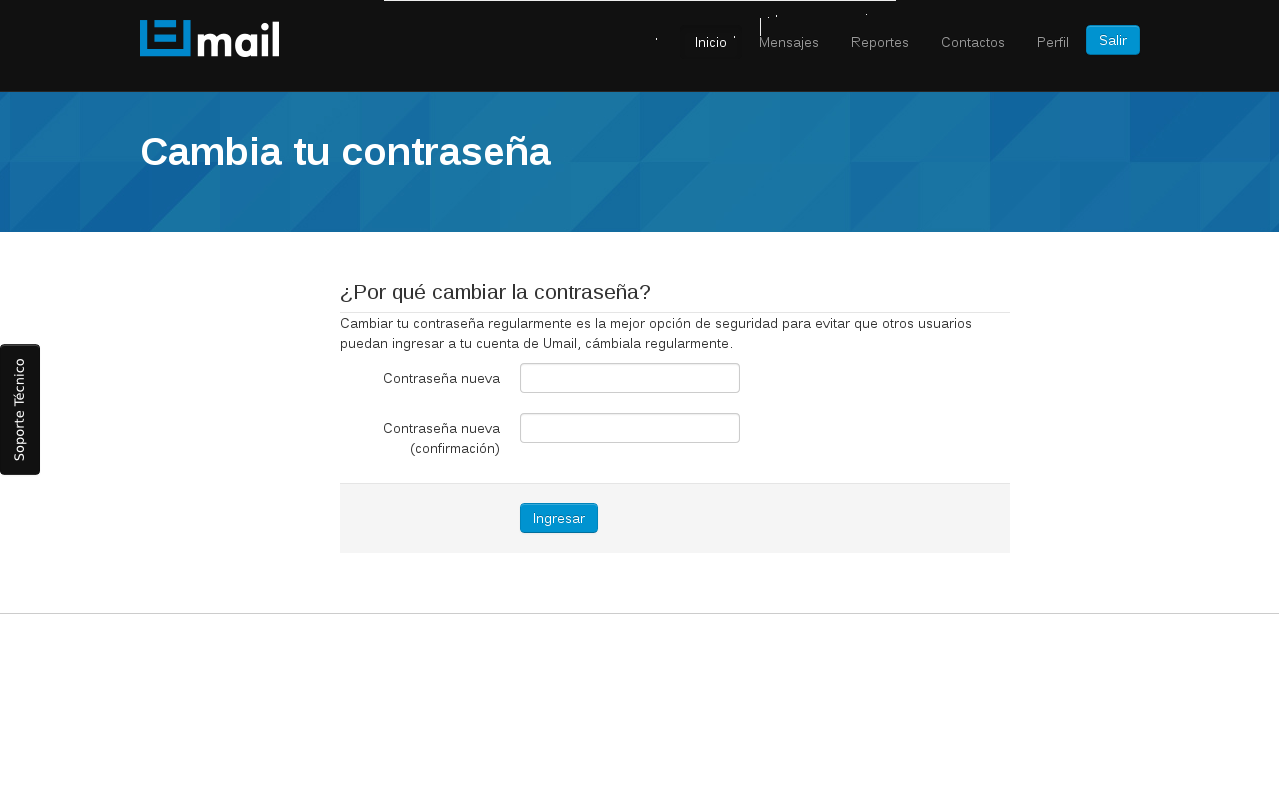 Umail
Inicio Mensajes Reportes Contactos Perfil Salir
Cambia tu contraseña
¿Por qué cambiar la contraseña?
Cambiar tu contraseña regularmente es la mejor opción de seguridad para evitar que otros usuarios
puedan ingresar a tu cuenta de Umail, cámbiala regularmente.
Contraseña nueva
Contraseña nueva
(confirmación)
Ingresar
Soporte Técnico